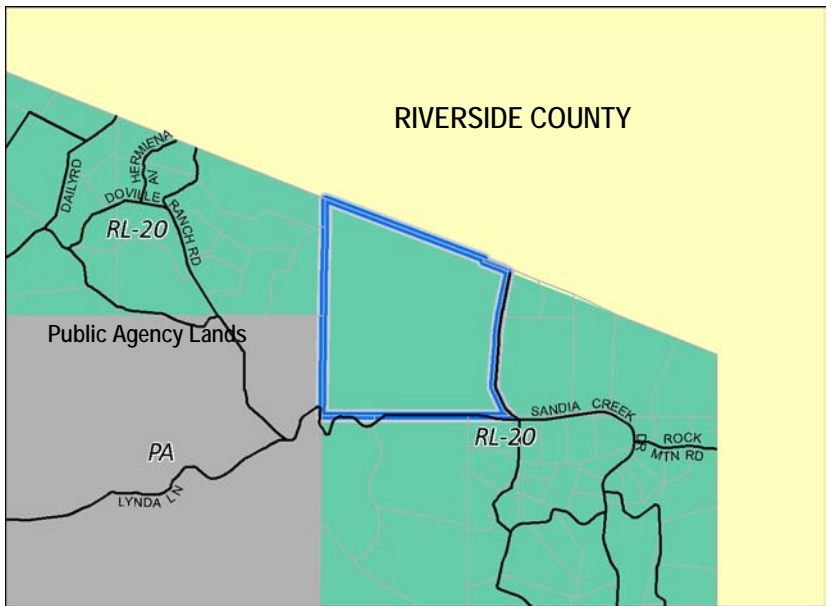 RIVERSIDE COUNTY
HERMIENA
AV
DAILY RD
DOVILLE
RANCH RD
RL-20
Public Agency Lands
SANDIA CREEK
DR
RL-20
ROCK
MTN RD
PA
LYNDA LN